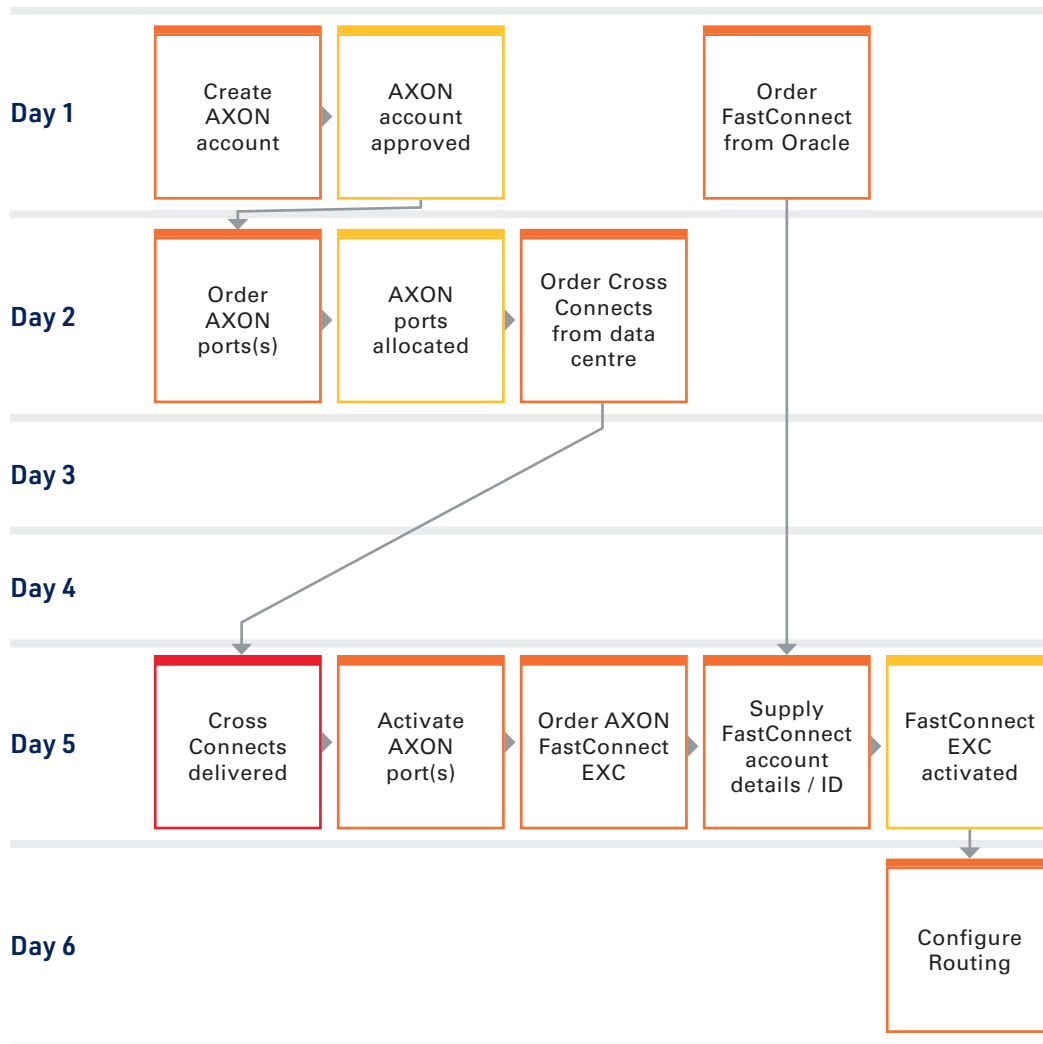 Day 1
Create
AXON
account
AXON
account
approved
Order
FastConnect
from Oracle
Day 2
Order
AXON
ports(s)
AXON
ports
allocated
Order Cross
Connects
from data
centre
Day 3
Day 4
Day 5
Cross
Connects
delivered
Activate
AXON
port(s)
Order AXON
FastConnect
EXC
Supply
FastConnect
account
details / ID
FastConnect
EXC
activated
Day 6
Configure
Routing